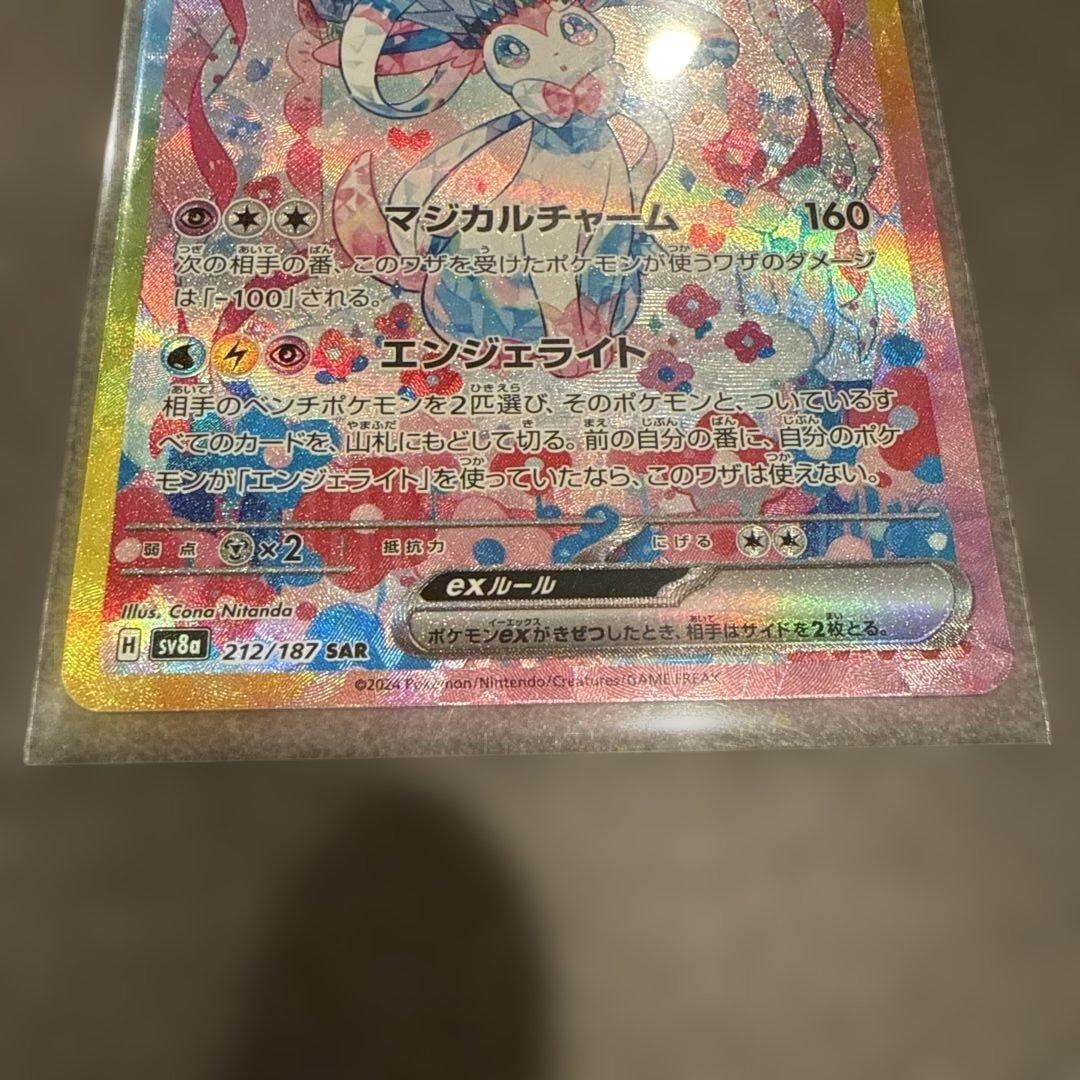 マジカルチャーム 160
次の相手の番、このワザを受けたポケモンが使うワザのダメージ
は「-100」される。
エンジェライト
相手のベンチポケモンを2匹選び、そのポケモンと、ついているす
べてのカードを、山札にもどして切る。前の自分の番に、自分のポケ
モンが「エンジェライト」を使っていたなら、このワザは使えない。
弱点 ×2 抵抗力 にげる
exルール
ポケモンexがきぜつしたとき、相手はサイドを2枚とる。
Illus. Cona Nitanda
H sv8a 212/187 SAR
©2024 Pokémon/Nintendo/Creatures/GAME FREAK